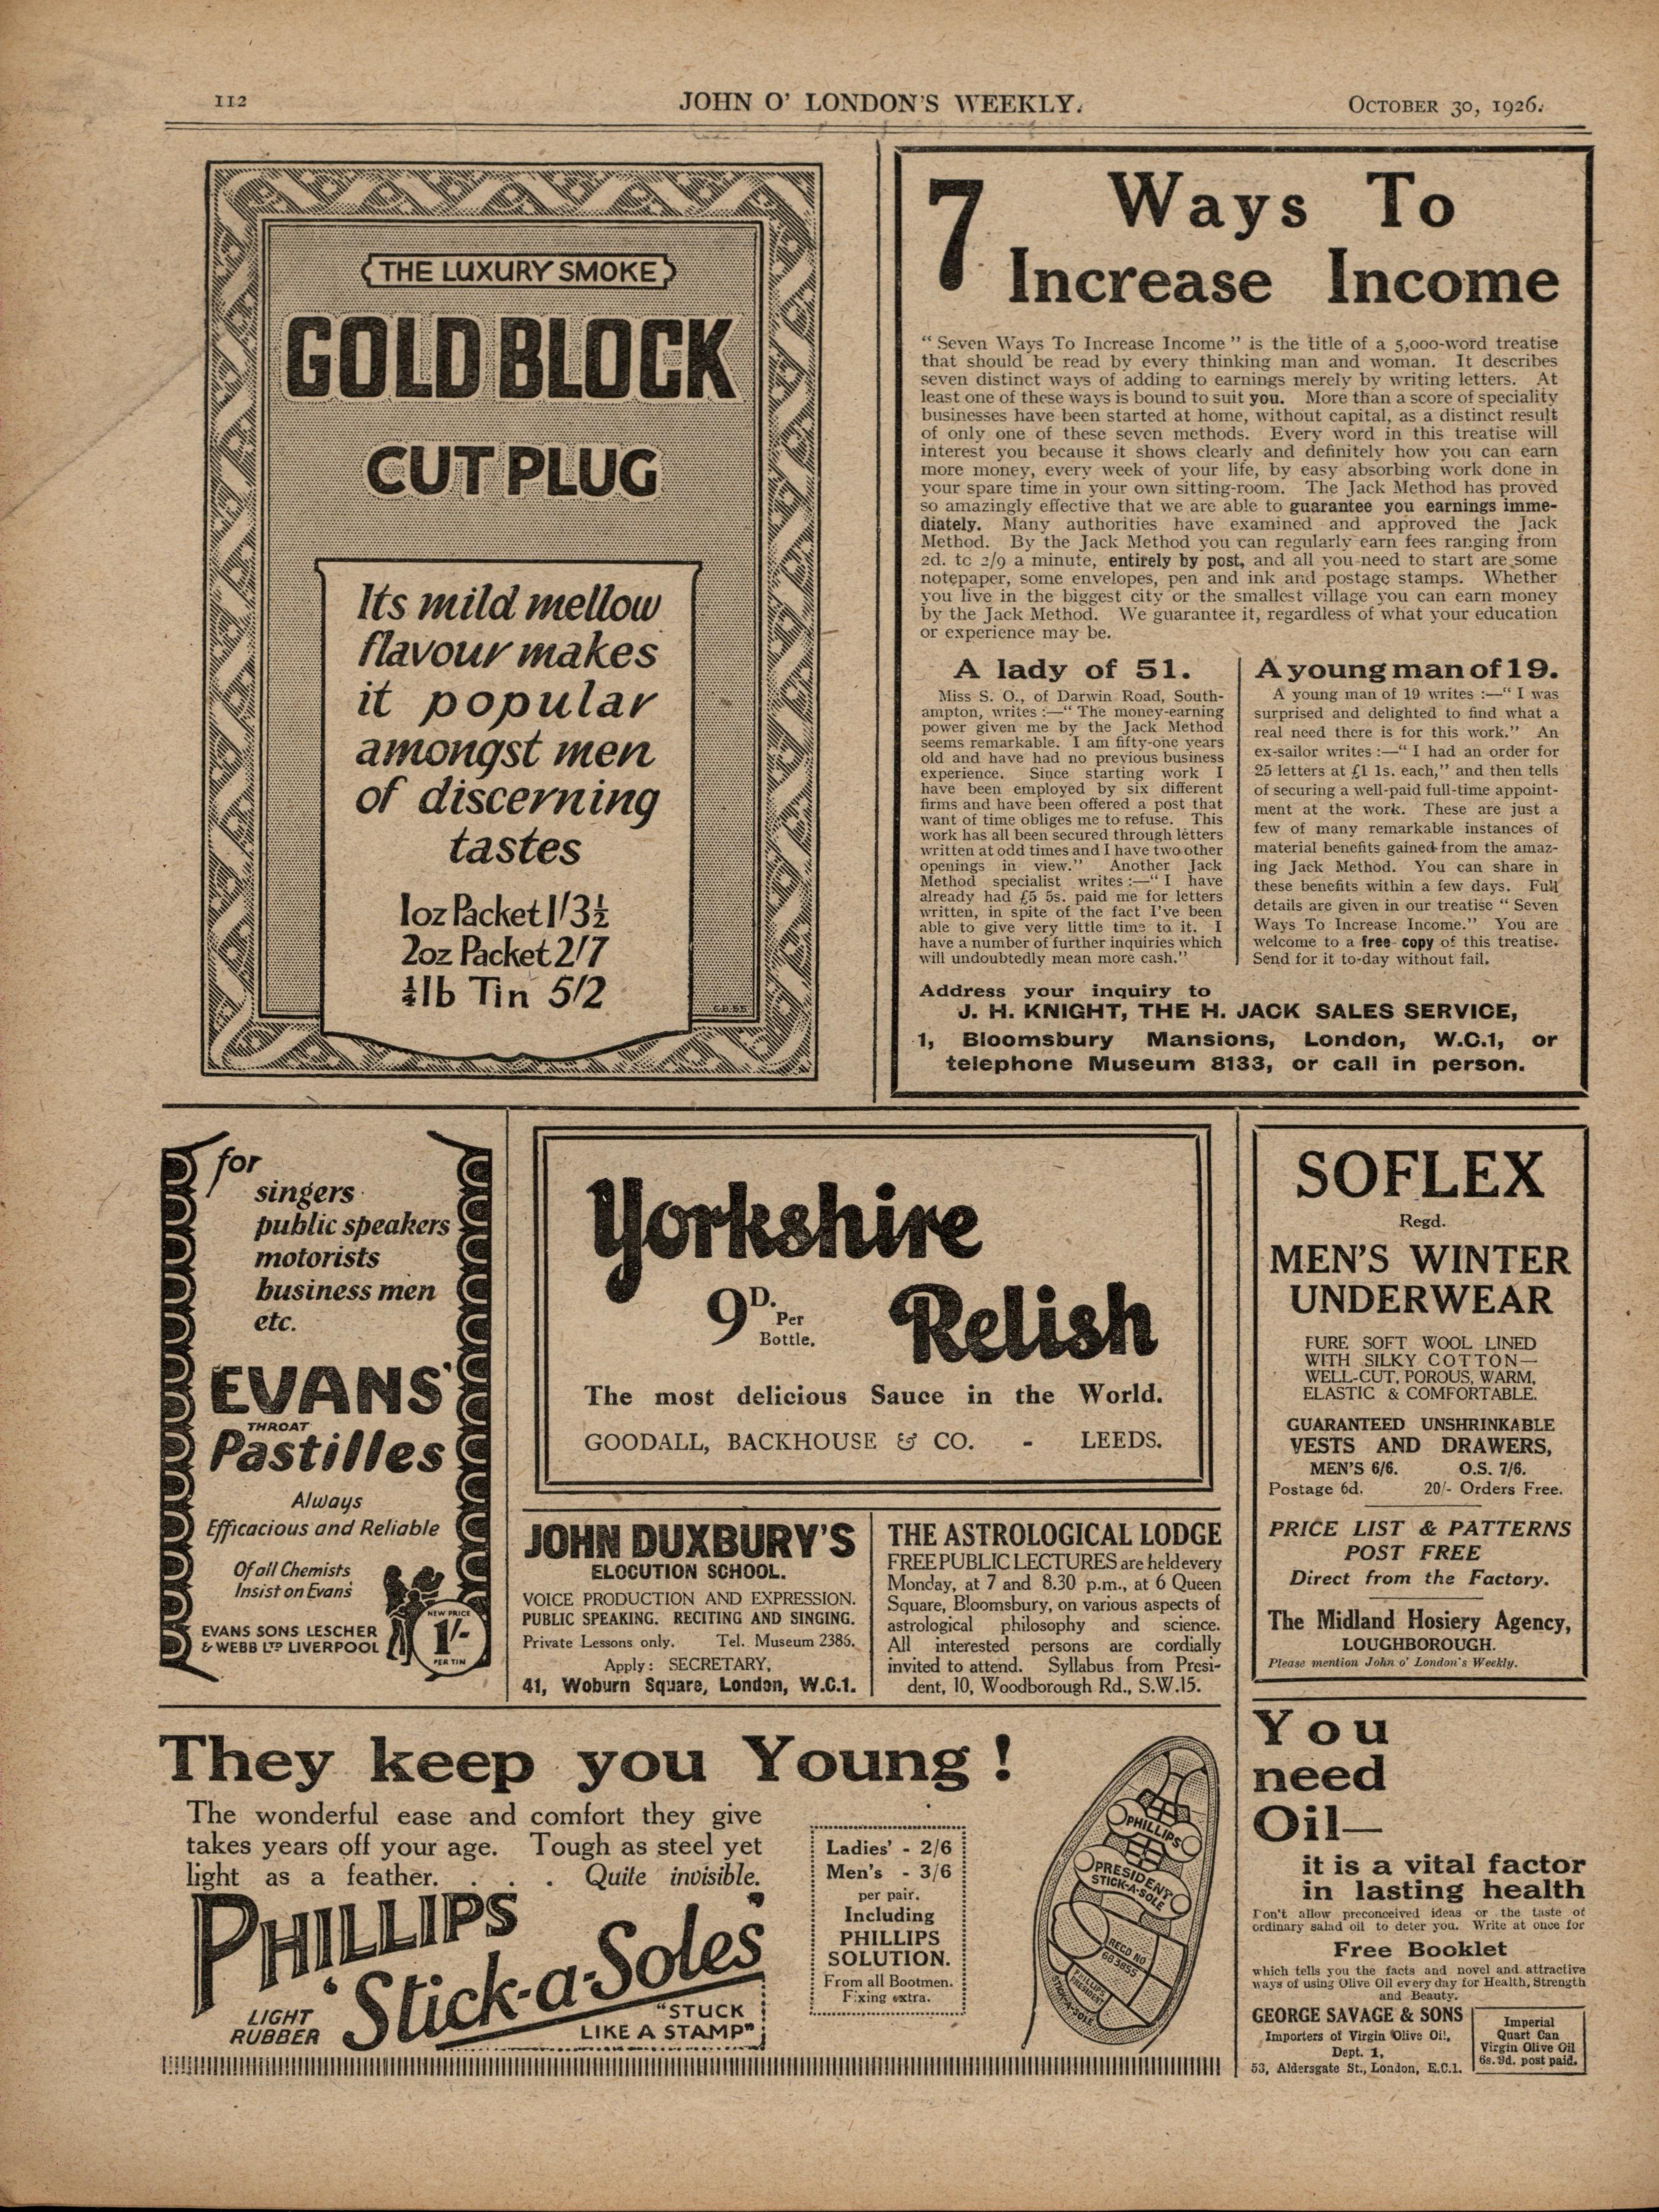 112
JOHN O' LONDON'S WEEKLY.
OCTOBER 30, 1926.
THE LUXURY SMOKE
GOLD BLOCK
CUT PLUG
Its mild mellow
flavour makes
it popular
amongst men
of discerning
tastes
1oz Packet 1/3½
2oz Packet 2/7
¼lb Tin 5/2
7 Ways To
Increase Income
" Seven Ways To Increase Income " is the title of a 5,000-word treatise
that should be read by every thinking man and woman. It describes
seven distinct ways of adding to earnings merely by writing letters. At
least one of these ways is bound to suit you. More than a score of speciality
businesses have been started at home, without capital, as a distinct result
of only one of these seven methods. Every word in this treatise will
interest you because it shows clearly and definitely how you can earn
more money, every week of your life, by easy absorbing work done in
your spare time in your own sitting-room. The Jack Method has proved
so amazingly effective that we are able to guarantee you earnings imme-
diately. Many authorities have examined and approved the Jack
Method. By the Jack Method you can regularly earn fees ranging from
2d. to 2/9 a minute, entirely by post, and all you need to start are some
notepaper, some envelopes, pen and ink and postage stamps. Whether
you live in the biggest city or the smallest village you can earn money
by the Jack Method. We guarantee it, regardless of what your education
or experience may be.
A lady of 51.
Miss S. O., of Darwin Road, South-
ampton, writes :—" The money-earning
power given me by the Jack Method
seems remarkable. I am fifty-one years
old and have had no previous business
experience. Since starting work I
have been employed by six different
firms and have been offered a post that
want of time obliges me to refuse. This
work has all been secured through letters
written at odd times and I have two other
openings in view." Another Jack
Method specialist writes :—" I have
already had £5 5s. paid me for letters
written, in spite of the fact I've been
able to give very little time to it. I
have a number of further inquiries which
will undoubtedly mean more cash."
A young man of 19.
A young man of 19 writes :—" I was
surprised and delighted to find what a
real need there is for this work." An
ex-sailor writes :—" I had an order for
25 letters at £1 1s. each," and then tells
of securing a well-paid full-time appoint-
ment at the work. These are just a
few of many remarkable instances of
material benefits gained from the amaz-
ing Jack Method. You can share in
these benefits within a few days. Full
details are given in our treatise " Seven
Ways To Increase Income." You are
welcome to a free copy of this treatise.
Send for it to-day without fail.
Address your inquiry to
J. H. KNIGHT, THE H. JACK SALES SERVICE,
1, Bloomsbury Mansions, London, W.C.1, or
telephone Museum 8133, or call in person.
for
singers
public speakers
motorists
business men
etc.
EVANS'
THROAT
Pastilles
Always
Efficacious and Reliable
Of all Chemists
Insist on Evans'
EVANS SONS LESCHER
& WEBB LTD LIVERPOOL
NEW PRICE
1/-
PER TIN
Yorkshire
9D. Per
Bottle.
Relish
The most delicious Sauce in the World.
GOODALL, BACKHOUSE & CO. - LEEDS.
JOHN DUXBURY'S
ELOCUTION SCHOOL.
VOICE PRODUCTION AND EXPRESSION.
PUBLIC SPEAKING. RECITING AND SINGING.
Private Lessons only. Tel. Museum 2386.
Apply: SECRETARY,
41, Woburn Square, London, W.C.1.
THE ASTROLOGICAL LODGE
FREE PUBLIC LECTURES are held every
Monday, at 7 and 8.30 p.m., at 6 Queen
Square, Bloomsbury, on various aspects of
astrological philosophy and science.
All interested persons are cordially
invited to attend. Syllabus from Presi-
dent, 10, Woodborough Rd., S.W.15.
SOFLEX
Regd.
MEN'S WINTER
UNDERWEAR
PURE SOFT WOOL LINED
WITH SILKY COTTON—
WELL-CUT, POROUS, WARM,
ELASTIC & COMFORTABLE.
GUARANTEED UNSHRINKABLE
VESTS AND DRAWERS,
MEN'S 6/6. O.S. 7/6.
Postage 6d. 20/- Orders Free.
PRICE LIST & PATTERNS
POST FREE
Direct from the Factory.
The Midland Hosiery Agency,
LOUGHBOROUGH.
Please mention John o' London's Weekly.
They keep you Young !
The wonderful ease and comfort they give
takes years off your age. Tough as steel yet
light as a feather. . . . Quite invisible.
PHILLIPS
'Stick-a-Soles'
LIGHT
RUBBER
"STUCK
LIKE A STAMP"
Ladies' - 2/6
Men's - 3/6
per pair.
Including
PHILLIPS
SOLUTION.
From all Bootmen.
Fixing extra.
PHILLIPS
PRESIDENT
STICK-A-SOLE
REGD NO
683855
PHILLIPS
PRESIDENT
STICK-A-SOLE
You
need
Oil—
it is a vital factor
in lasting health
Don't allow preconceived ideas or the taste of
ordinary salad oil to deter you. Write at once for
Free Booklet
which tells you the facts and novel and attractive
ways of using Olive Oil every day for Health, Strength
and Beauty.
GEORGE SAVAGE & SONS
Importers of Virgin Olive Oil,
Dept. 1,
53, Aldersgate St., London, E.C.1.
Imperial
Quart Can
Virgin Olive Oil
6s. 9d. post paid.